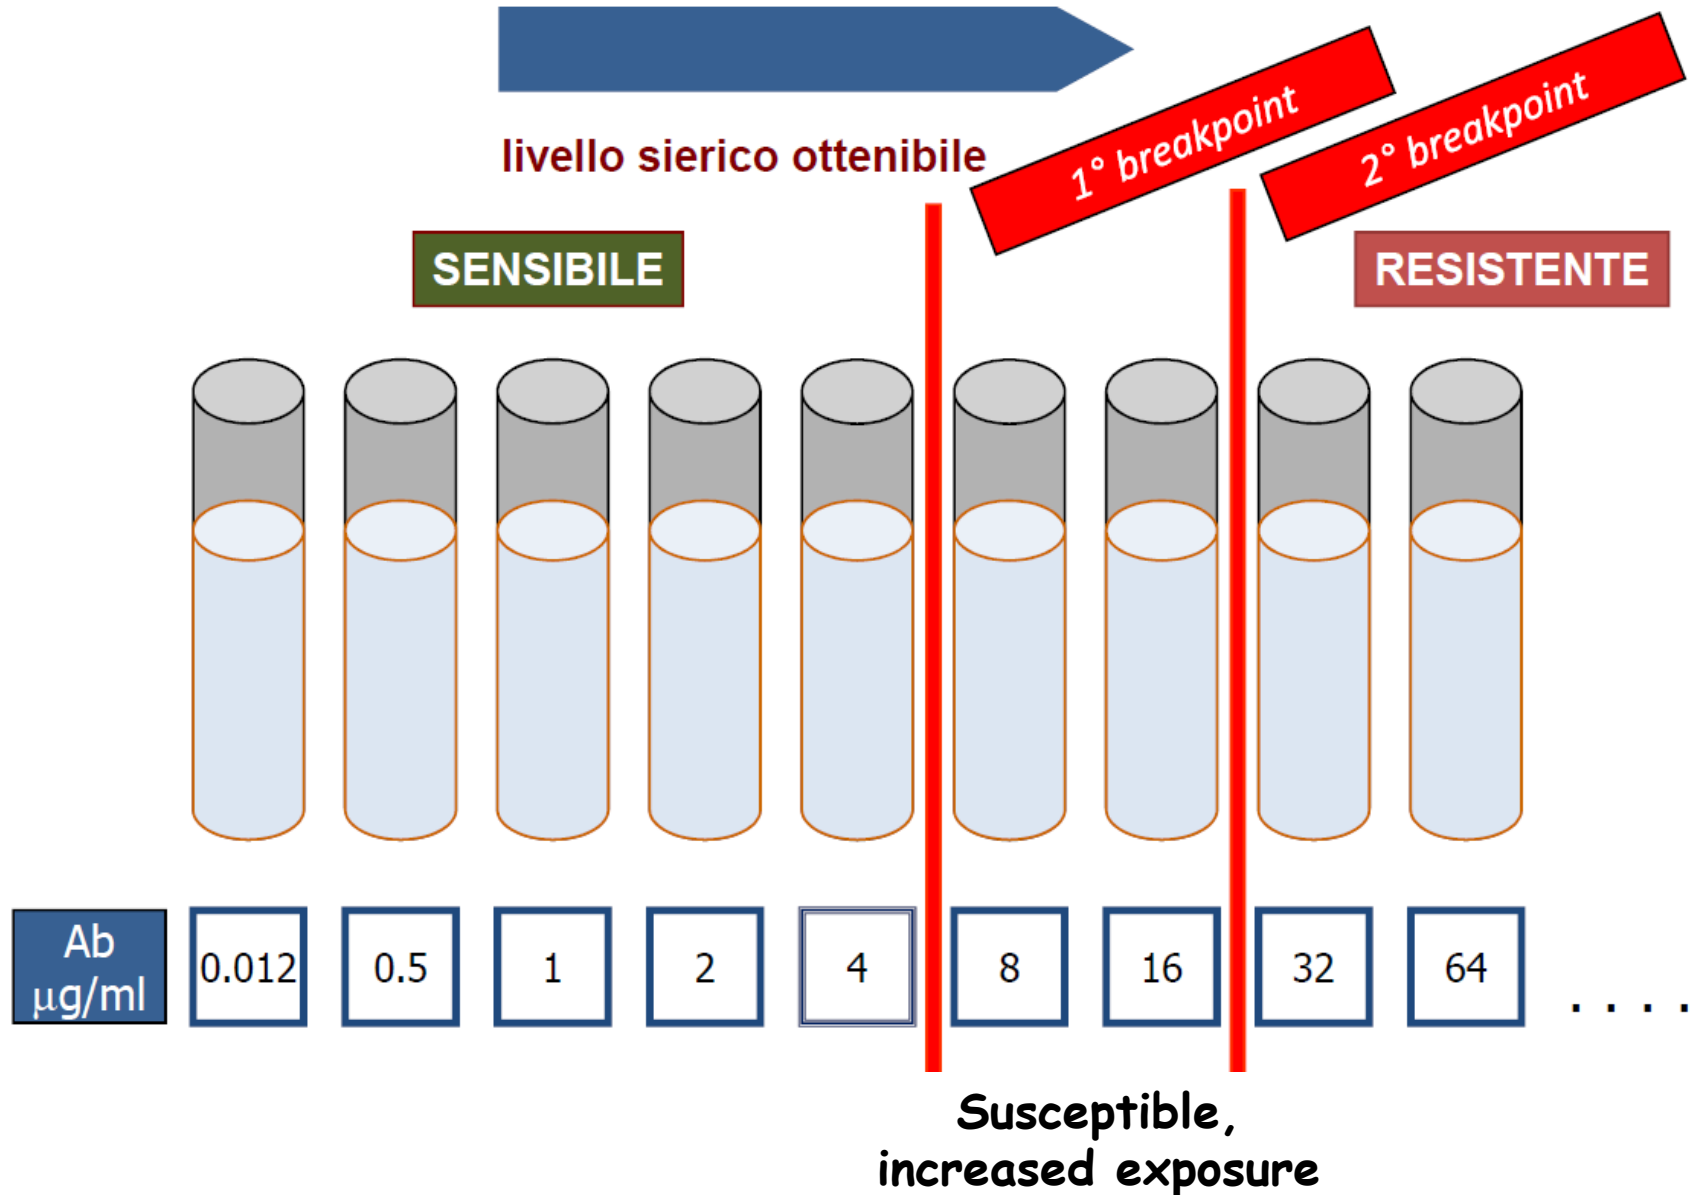 livello sierico ottenibile
1° breakpoint
2° breakpoint
SENSIBILE
RESISTENTE
Ab
μg/ml
0.012
0.5
1
2
4
8
16
32
64
. . . .
Susceptible,
increased exposure